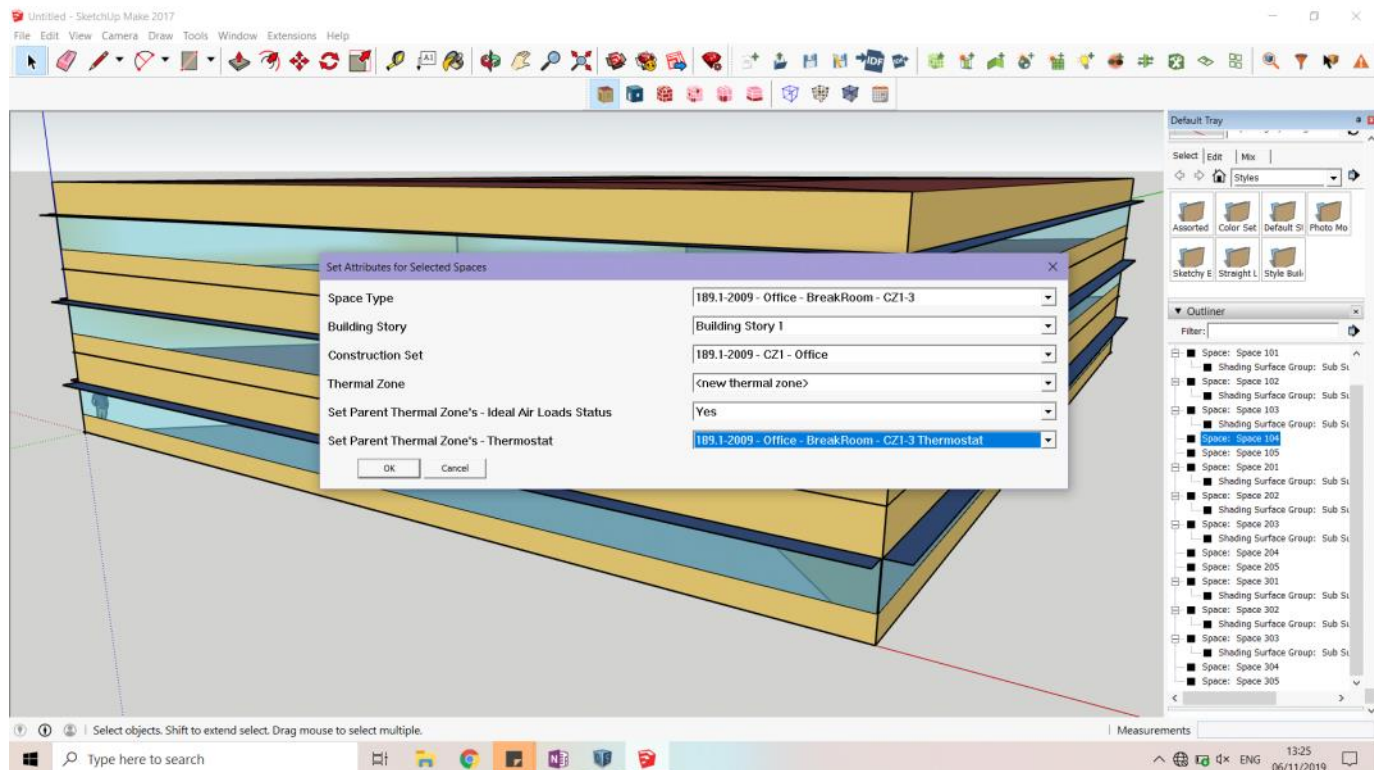 Untitled - SketchUp Make 2017
File Edit View Camera Draw Tools Window Extensions Help
A1
IDF
Default Tray
Select Edit Mix
Styles
Assorted Color Set Default St Photo Mo
Sketchy E Straight L Style Buil
Outliner
Filter:
Space: Space 101
Shading Surface Group: Sub Su
Space: Space 102
Shading Surface Group: Sub Su
Space: Space 103
Shading Surface Group: Sub Su
Space: Space 104
Space: Space 105
Space: Space 201
Shading Surface Group: Sub Su
Space: Space 202
Shading Surface Group: Sub Su
Space: Space 203
Shading Surface Group: Sub Su
Space: Space 204
Space: Space 205
Space: Space 301
Shading Surface Group: Sub Su
Space: Space 302
Shading Surface Group: Sub Su
Space: Space 303
Shading Surface Group: Sub Su
Space: Space 304
Space: Space 305
Set Attributes for Selected Spaces
Space Type 189.1-2009 - Office - BreakRoom - CZ1-3
Building Story Building Story 1
Construction Set 189.1-2009 - CZ1 - Office
Thermal Zone <new thermal zone>
Set Parent Thermal Zone's - Ideal Air Loads Status Yes
Set Parent Thermal Zone's - Thermostat 189.1-2009 - Office - BreakRoom - CZ1-3 Thermostat
OK Cancel
Select objects. Shift to extend select. Drag mouse to select multiple.
Measurements
Type here to search
ENG
13:25
06/11/2019